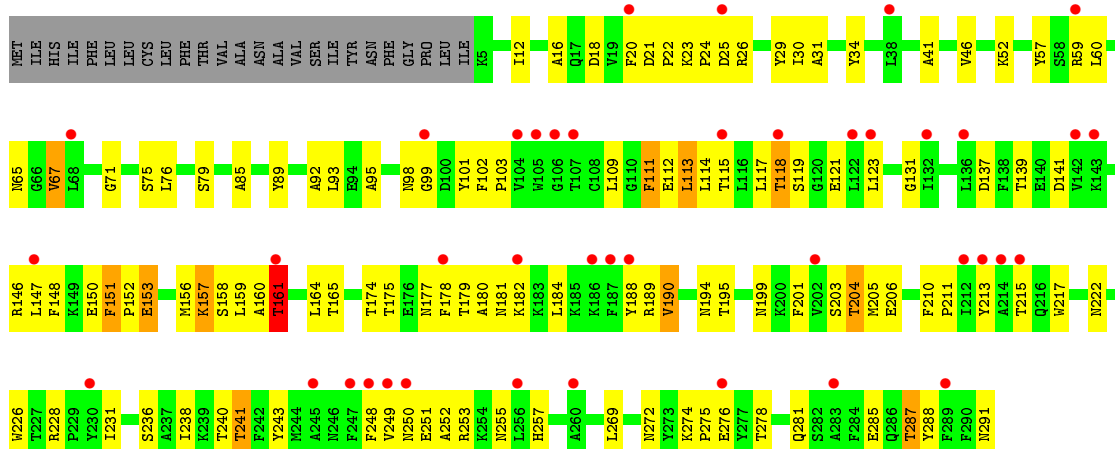 MET ILE HIS ILE PHE LEU LEU CYS LEU PHE THR VAL ALA ASN ALA VAL SER ILE TYR ASN PHE GLY PRO LEU ILE K5 I12 A16 Q17 D18 V19 F20 D21 P22 K23 P24 D25 R26 Y29 I30 A31 Y34 L38 A41 V46 K52 Y57 S58 R59 L60
N65 G66 V67 L68 G71 S75 L76 S79 A85 Y89 A92 L93 E94 A95 N98 G99 D100 Y101 F102 P103 V104 W105 G106 T107 C108 L109 G110 F111 E112 L113 L114 T115 L116 L117 T118 S119 G120 E121 L122 L123 G131 I132 L136 D137 F138 T139 E140 D141 V142 K143
R146 L147 F148 K149 E150 F151 P152 E153 M156 K157 S158 L159 A160 T161 L164 T165 T174 T175 E176 N177 F178 T179 A180 N181 K182 K183 L184 K185 K186 F187 Y188 R189 V190 N194 T195 N199 K200 F201 V202 S203 T204 M205 E206 F210 P211 I212 Y213 A214 T215 Q216 W217 N222
W226 T227 R228 P229 Y230 I231 S236 A237 I238 K239 T240 T241 F242 Y243 M244 A245 N246 F247 F248 V249 N250 E251 A252 R253 K254 N255 L256 H257 A260 L269 N272 Y273 K274 P275 E276 Y277 T278 Q281 S282 A283 F284 E285 Q286 T287 Y288 F289 F290 N291